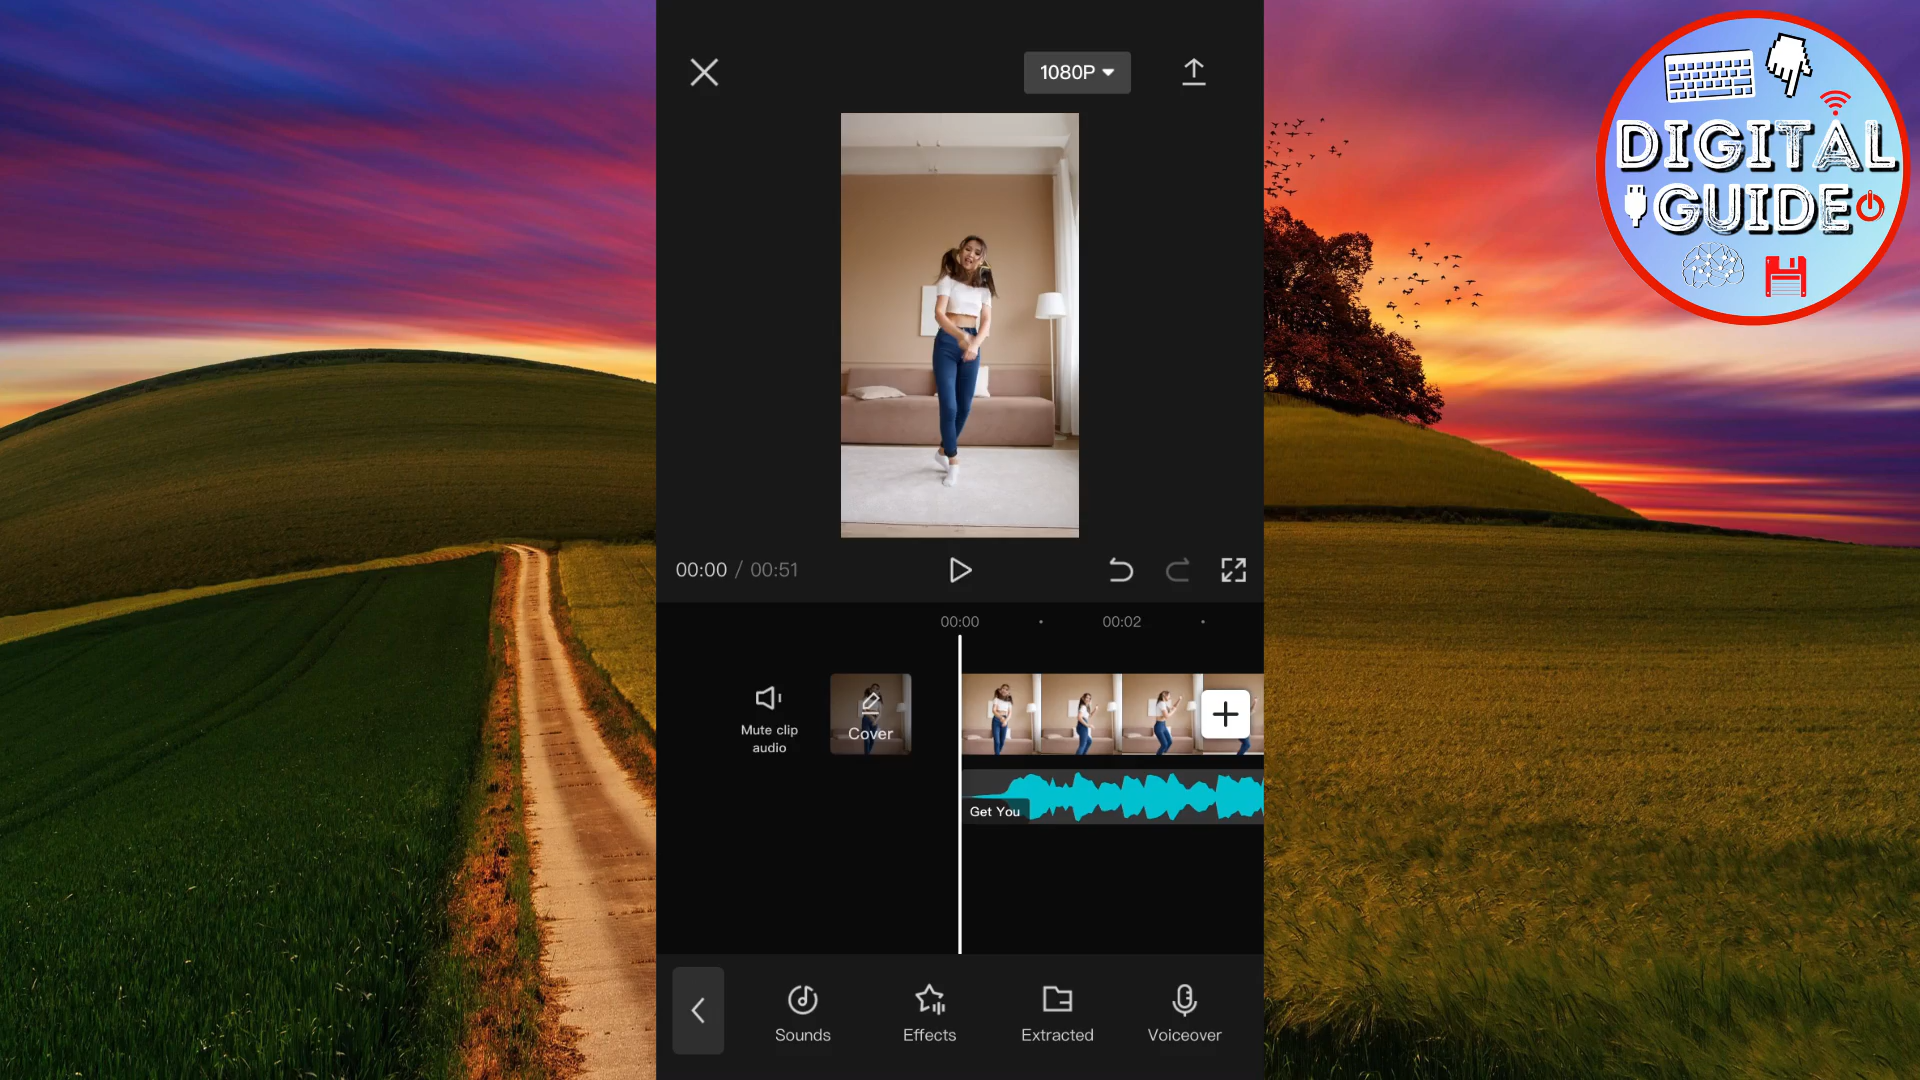 1080P
DIGITAL
GUIDE
00:00 / 00:51
00:00
00:02
Mute clip
audio
Cover
Get You
Sounds
Effects
Extracted
Voiceover